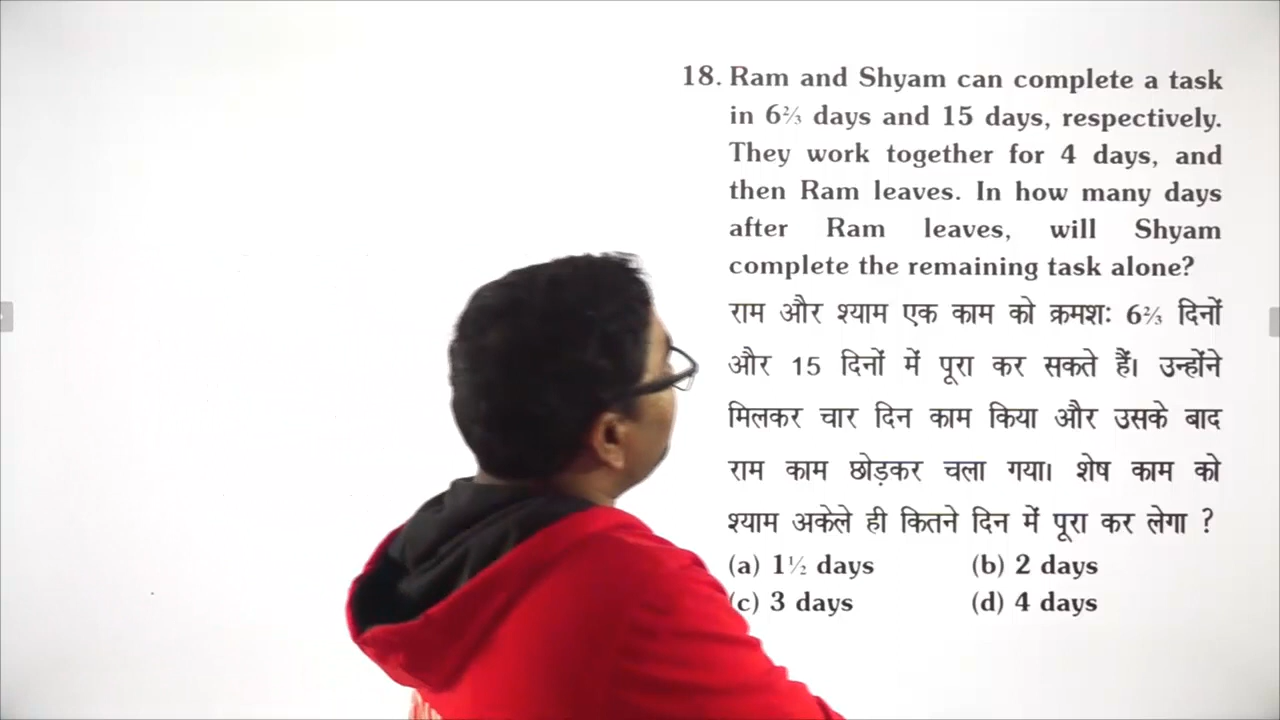 18. Ram and Shyam can complete a task
in 6⅔ days and 15 days, respectively.
They work together for 4 days, and
then Ram leaves. In how many days
after Ram leaves, will Shyam
complete the remaining task alone?
राम और श्याम एक काम को क्रमशः 6⅔ दिनों
और 15 दिनों में पूरा कर सकते हैं। उन्होंने
मिलकर चार दिन काम किया और उसके बाद
राम काम छोड़कर चला गया। शेष काम को
श्याम अकेले ही कितने दिन में पूरा कर लेगा ?
(a) 1½ days (b) 2 days
(c) 3 days (d) 4 days